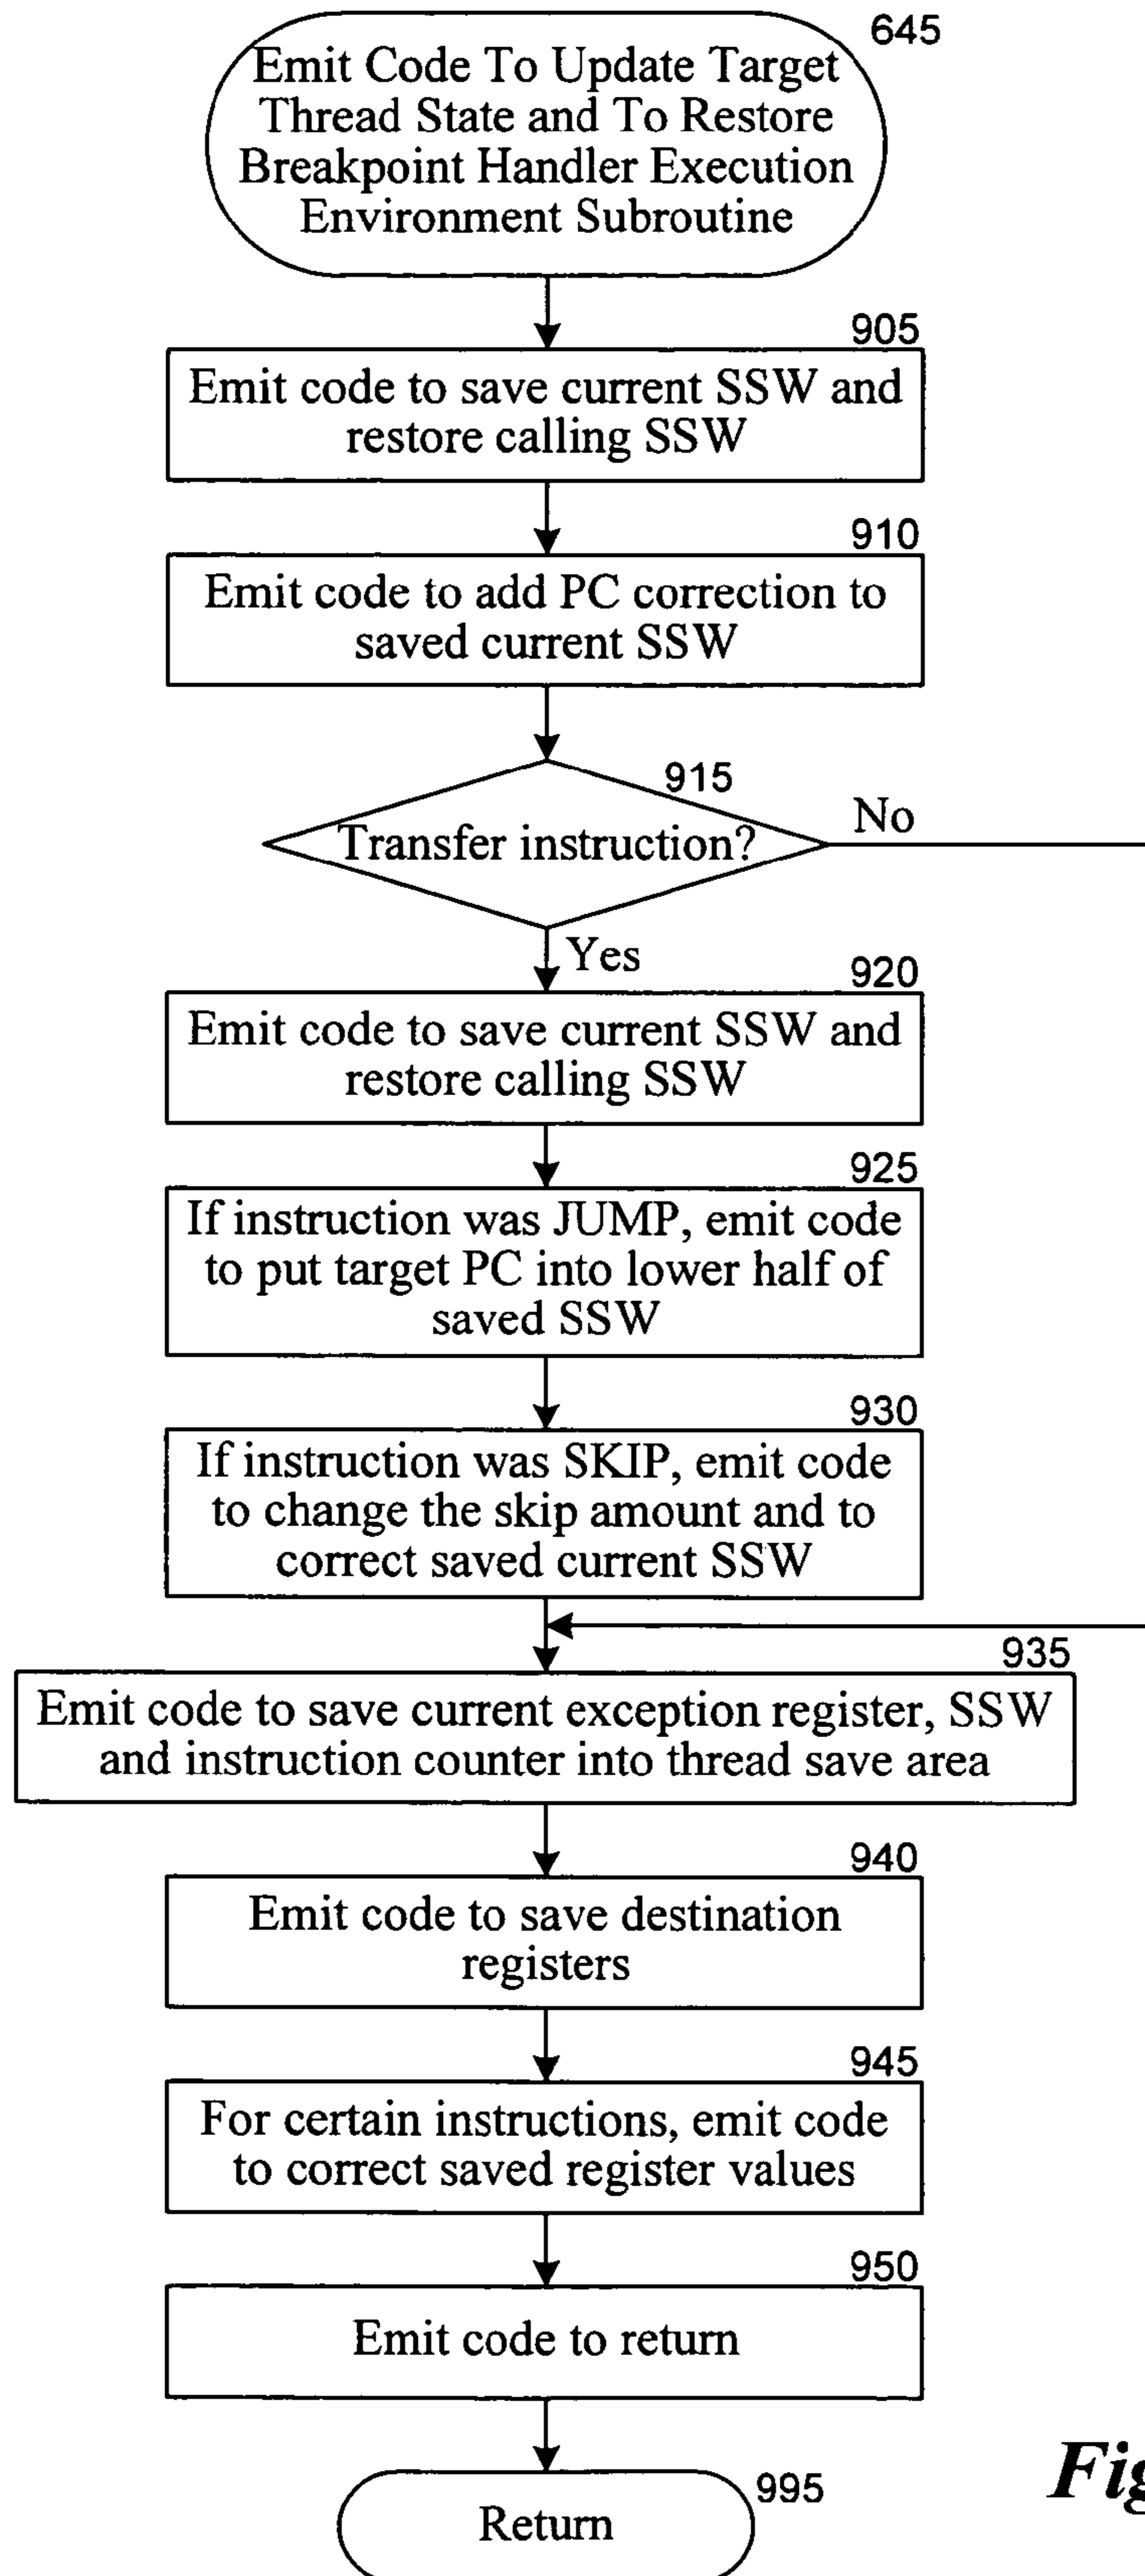 645
Emit Code To Update Target
Thread State and To Restore
Breakpoint Handler Execution
Environment Subroutine
905
Emit code to save current SSW and
restore calling SSW
910
Emit code to add PC correction to
saved current SSW
915
Transfer instruction?
No
Yes
920
Emit code to save current SSW and
restore calling SSW
925
If instruction was JUMP, emit code
to put target PC into lower half of
saved SSW
930
If instruction was SKIP, emit code
to change the skip amount and to
correct saved current SSW
935
Emit code to save current exception register, SSW
and instruction counter into thread save area
940
Emit code to save destination
registers
945
For certain instructions, emit code
to correct saved register values
950
Emit code to return
995
Return
Fig